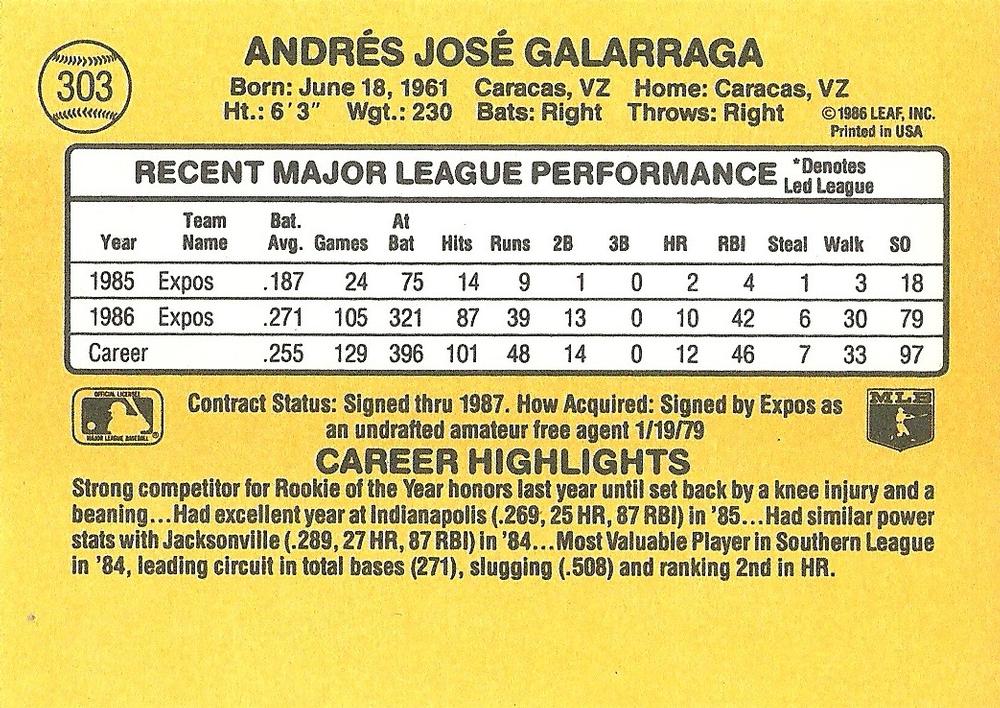 303
ANDRÉS JOSÉ GALARRAGA
Born: June 18, 1961 Caracas, VZ Home: Caracas, VZ
Ht.: 6'3" Wgt.: 230 Bats: Right Throws: Right
©1986 LEAF, INC.
Printed in USA
RECENT MAJOR LEAGUE PERFORMANCE *Denotes Led League
Year Team Name Bat. Avg. Games At Bat Hits Runs 2B 3B HR RBI Steal Walk SO
1985 Expos .187 24 75 14 9 1 0 2 4 1 3 18
1986 Expos .271 105 321 87 39 13 0 10 42 6 30 79
Career .255 129 396 101 48 14 0 12 46 7 33 97
OFFICIAL LICENSEE
MAJOR LEAGUE BASEBALL®
MLB
Contract Status: Signed thru 1987. How Acquired: Signed by Expos as
an undrafted amateur free agent 1/19/79
CAREER HIGHLIGHTS
Strong competitor for Rookie of the Year honors last year until set back by a knee injury and a
beaning...Had excellent year at Indianapolis (.269, 25 HR, 87 RBI) in '85...Had similar power
stats with Jacksonville (.289, 27 HR, 87 RBI) in '84...Most Valuable Player in Southern League
in '84, leading circuit in total bases (271), slugging (.508) and ranking 2nd in HR.